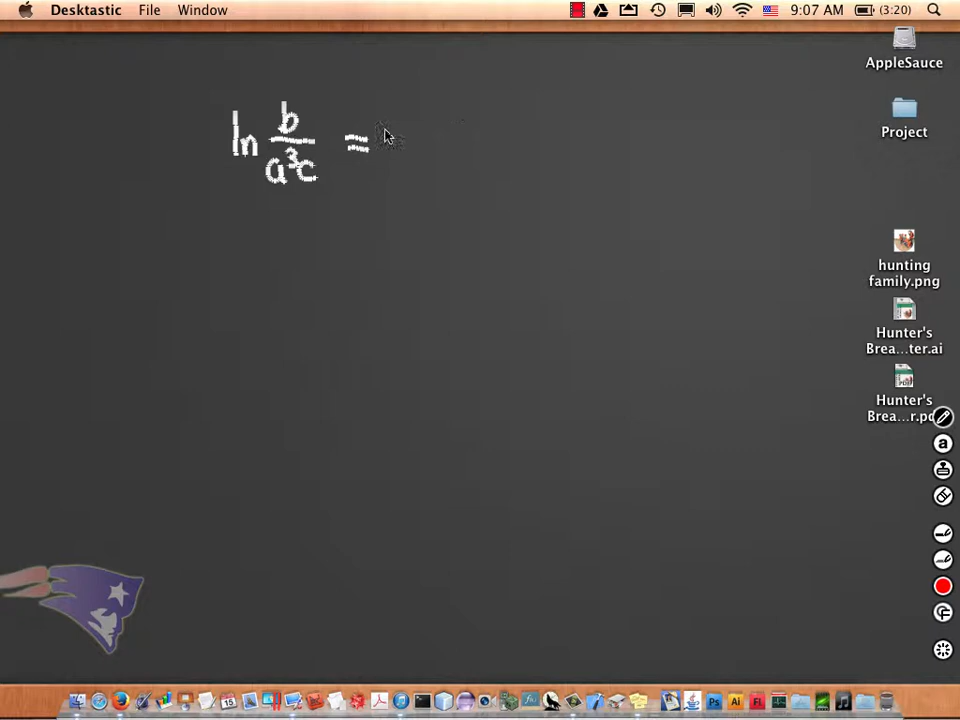 Desktastic File Window 9:07 AM (3:20)
AppleSauce
Project
ln b/a³c =
hunting
family.png
Hunter's
Brea...ter.ai
Hunter's
Brea...r.pd